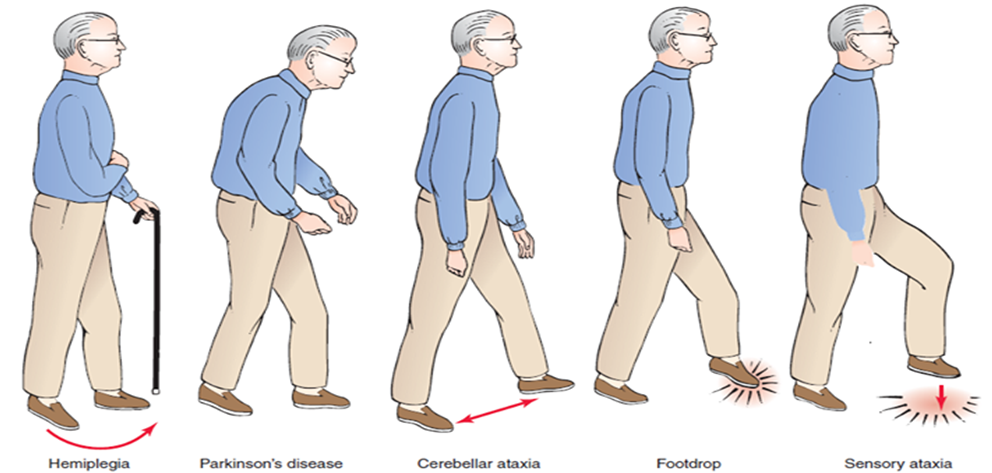 Hemiplegia
Parkinson's disease
Cerebellar ataxia
Footdrop
Sensory ataxia